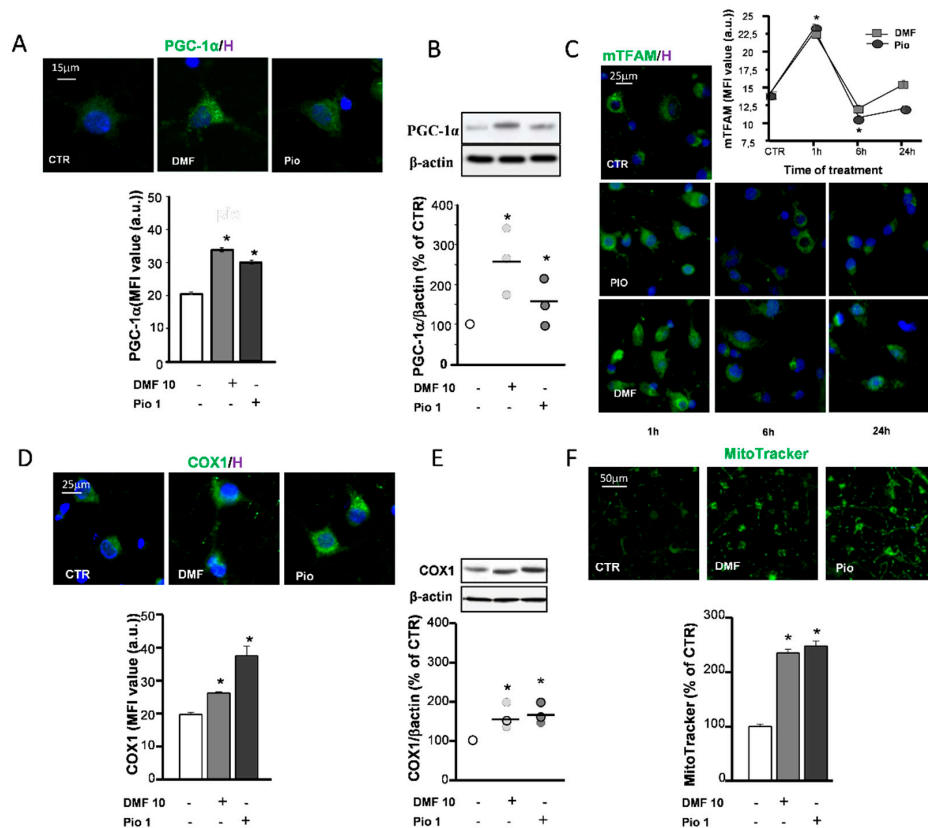 A
PGC-1α/H
15μm
CTR
DMF
Pio
PGC-1α(MFI value (a.u.))
50
40
30
20
10
0
*
*
DMF 10 - + -
Pio 1 - - +
B
PGC-1α
β-actin
PGC-1α/βactin (% of CTR)
400
300
200
100
0
*
*
DMF 10 - + -
Pio 1 - - +
C
mTFAM/H
25μm
CTR
mTFAM (MFI value (a.u.))
25
22,5
20
17,5
15
12,5
10
7,5
*
*
DMF
Pio
CTR 1h 6h 24h
Time of treatment
PIO
DMF
1h 6h 24h
D
COX1/H
25μm
CTR
DMF
Pio
COX1 (MFI value (a.u.))
50
40
30
20
10
0
*
*
DMF 10 - + -
Pio 1 - - +
E
COX1
β-actin
COX1/βactin (% of CTR)
400
300
200
100
0
*
*
DMF 10 - + -
Pio 1 - - +
F
MitoTracker
50μm
CTR
DMF
Pio
MitoTracker (% of CTR)
300
200
100
0
*
*
DMF 10 - + -
Pio 1 - - +